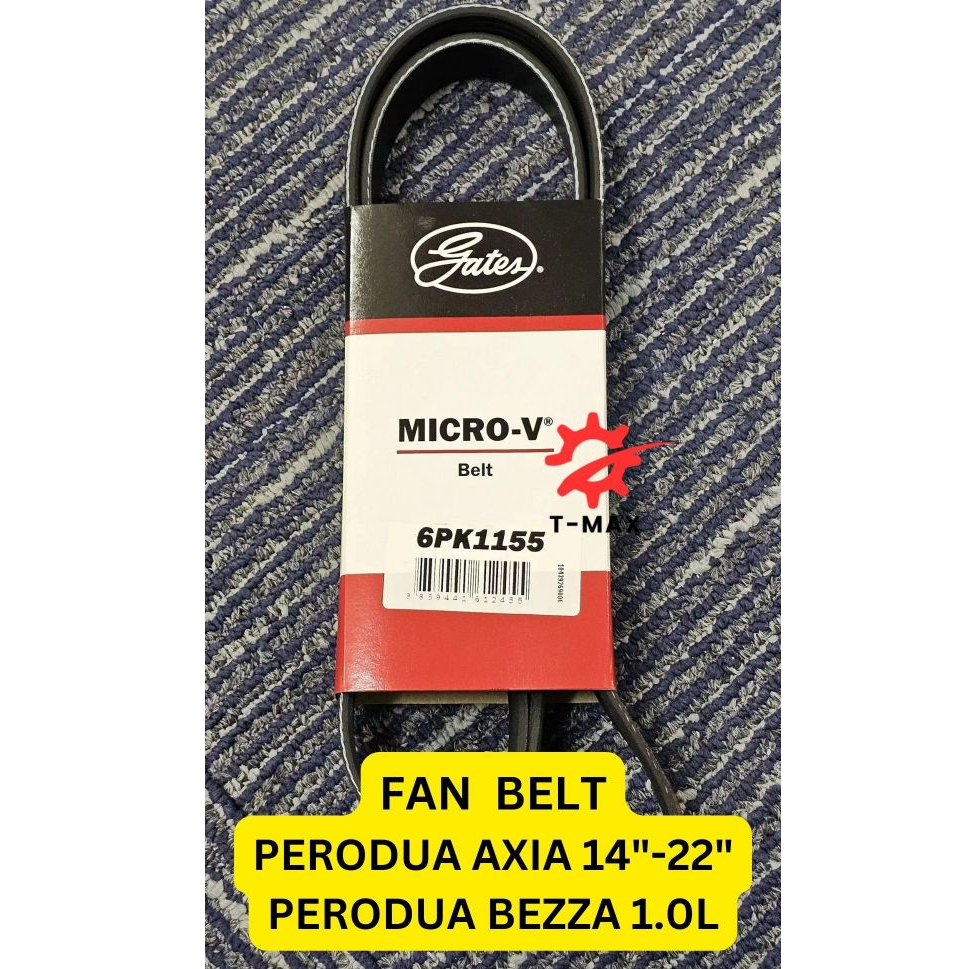 Gates®
MICRO-V®
Belt
T-MAX
6PK1155
FAN BELT
PERODUA AXIA 14"-22"
PERODUA BEZZA 1.0L